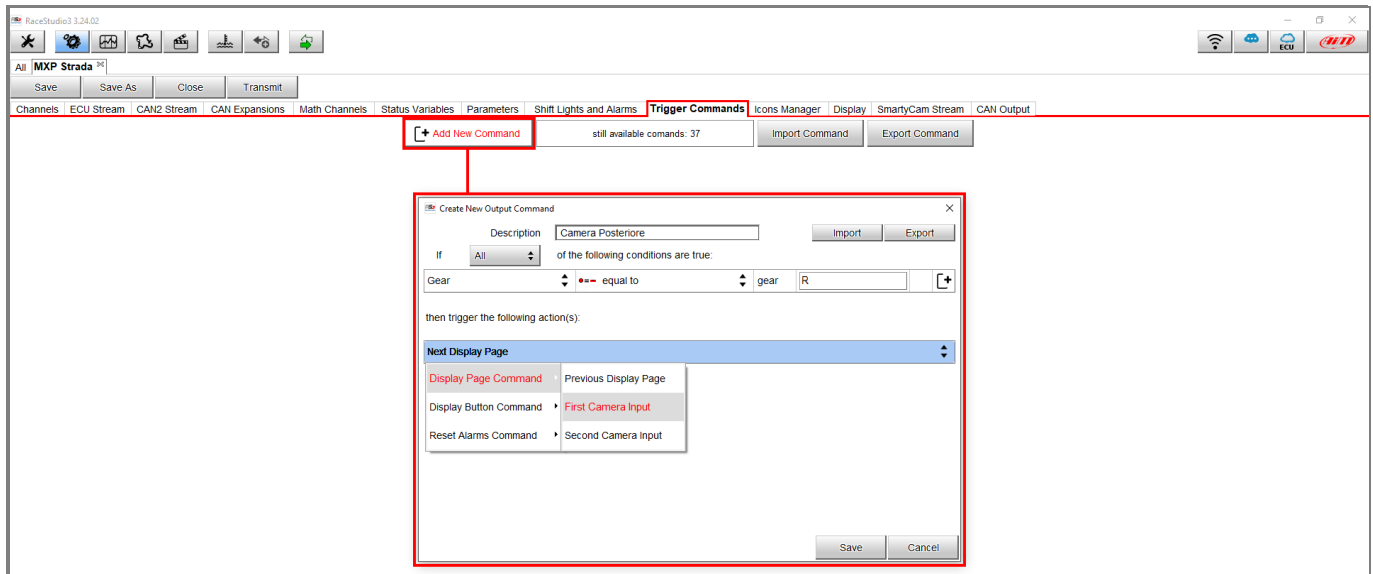 RaceStudio3 3.24.02
ECU
AiM
All MXP Strada
Save Save As Close Transmit
Channels ECU Stream CAN2 Stream CAN Expansions Math Channels Status Variables Parameters Shift Lights and Alarms Trigger Commands Icons Manager Display SmartyCam Stream CAN Output
Add New Command still available comands: 37 Import Command Export Command
Create New Output Command
Description Camera Posteriore Import Export
If All of the following conditions are true:
Gear equal to gear R
then trigger the following action(s):
Next Display Page
Display Page Command Previous Display Page
Display Button Command First Camera Input
Reset Alarms Command Second Camera Input
Save Cancel